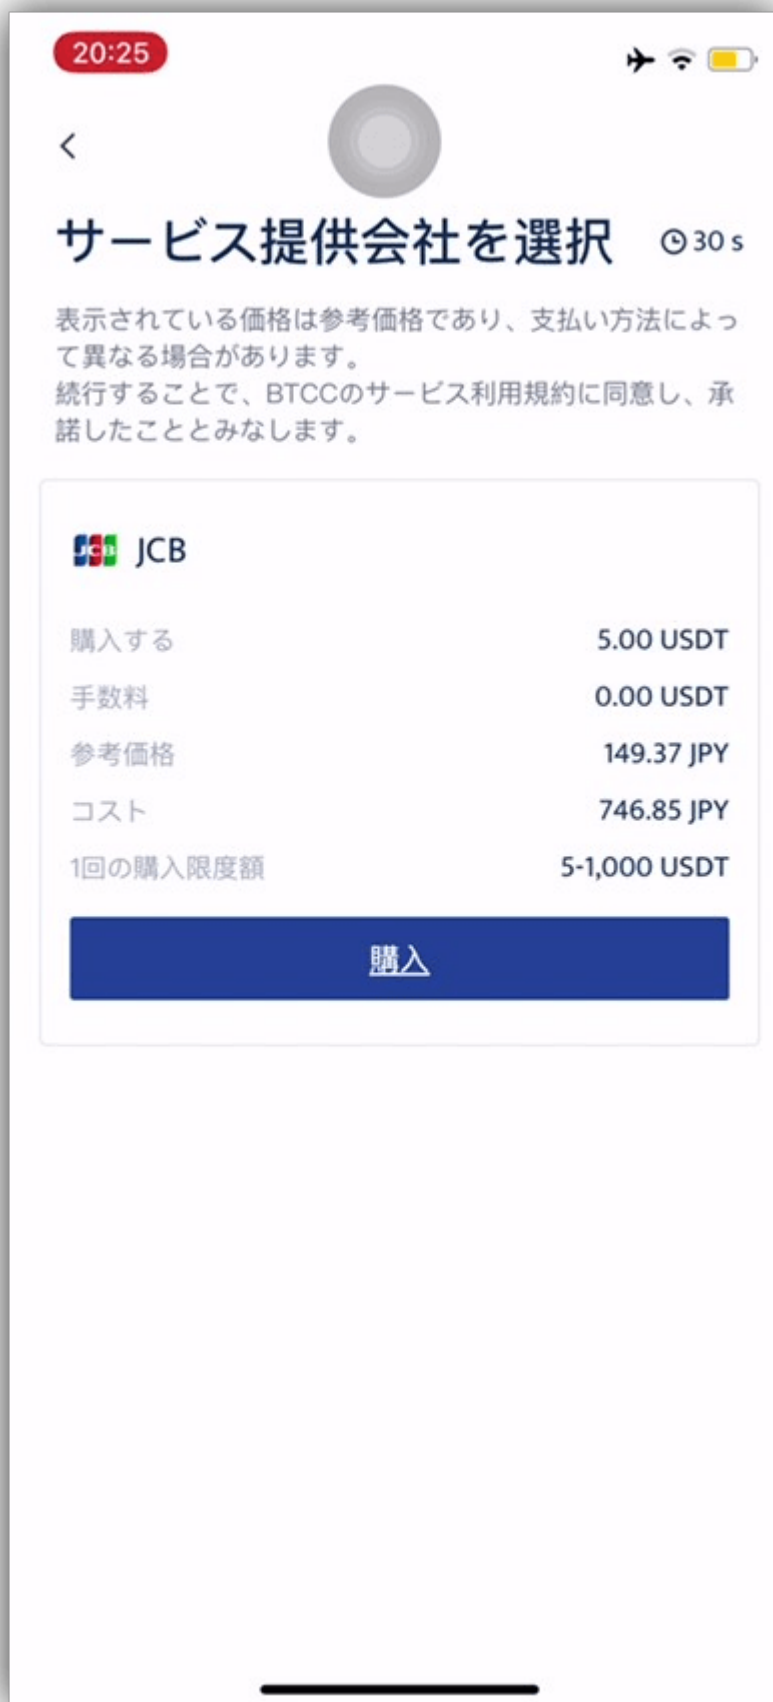 20:25
サービス提供会社を選択 30 s
表示されている価格は参考価格であり、支払い方法によっ
て異なる場合があります。
続行することで、BTCCのサービス利用規約に同意し、承
諾したこととみなします。
JCB JCB
購入する 5.00 USDT
手数料 0.00 USDT
参考価格 149.37 JPY
コスト 746.85 JPY
1回の購入限度額 5-1,000 USDT
購入